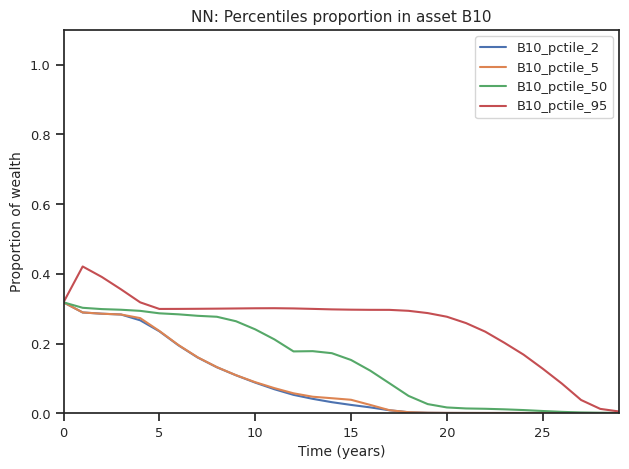 NN: Percentiles proportion in asset B10
B10_pctile_2
B10_pctile_5
B10_pctile_50
B10_pctile_95
Proportion of wealth
1.0
0.8
0.6
0.4
0.2
0.0
0 5 10 15 20 25
Time (years)